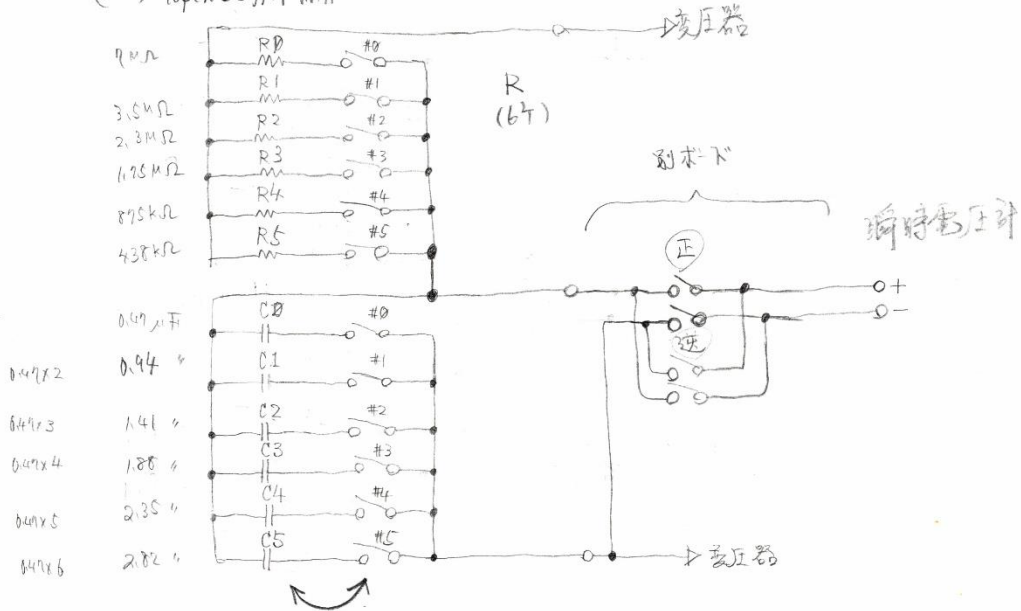 変圧器
7MΩ
R0
#0
R1
#1
3.5MΩ
R
(6ケ)
R2
#2
2.3MΩ
R3
#3
1.75MΩ
別ボード
R4
#4
875kΩ
R5
#5
438kΩ
瞬時電圧計
正
+
-
C0
#0
0.47μF
逆
0.47×2
0.94 〃
C1
#1
0.47×3
1.41 〃
C2
#2
0.47×4
1.88 〃
C3
#3
0.47×5
2.35 〃
C4
#4
0.47×6
2.82 〃
C5
#5
変圧器